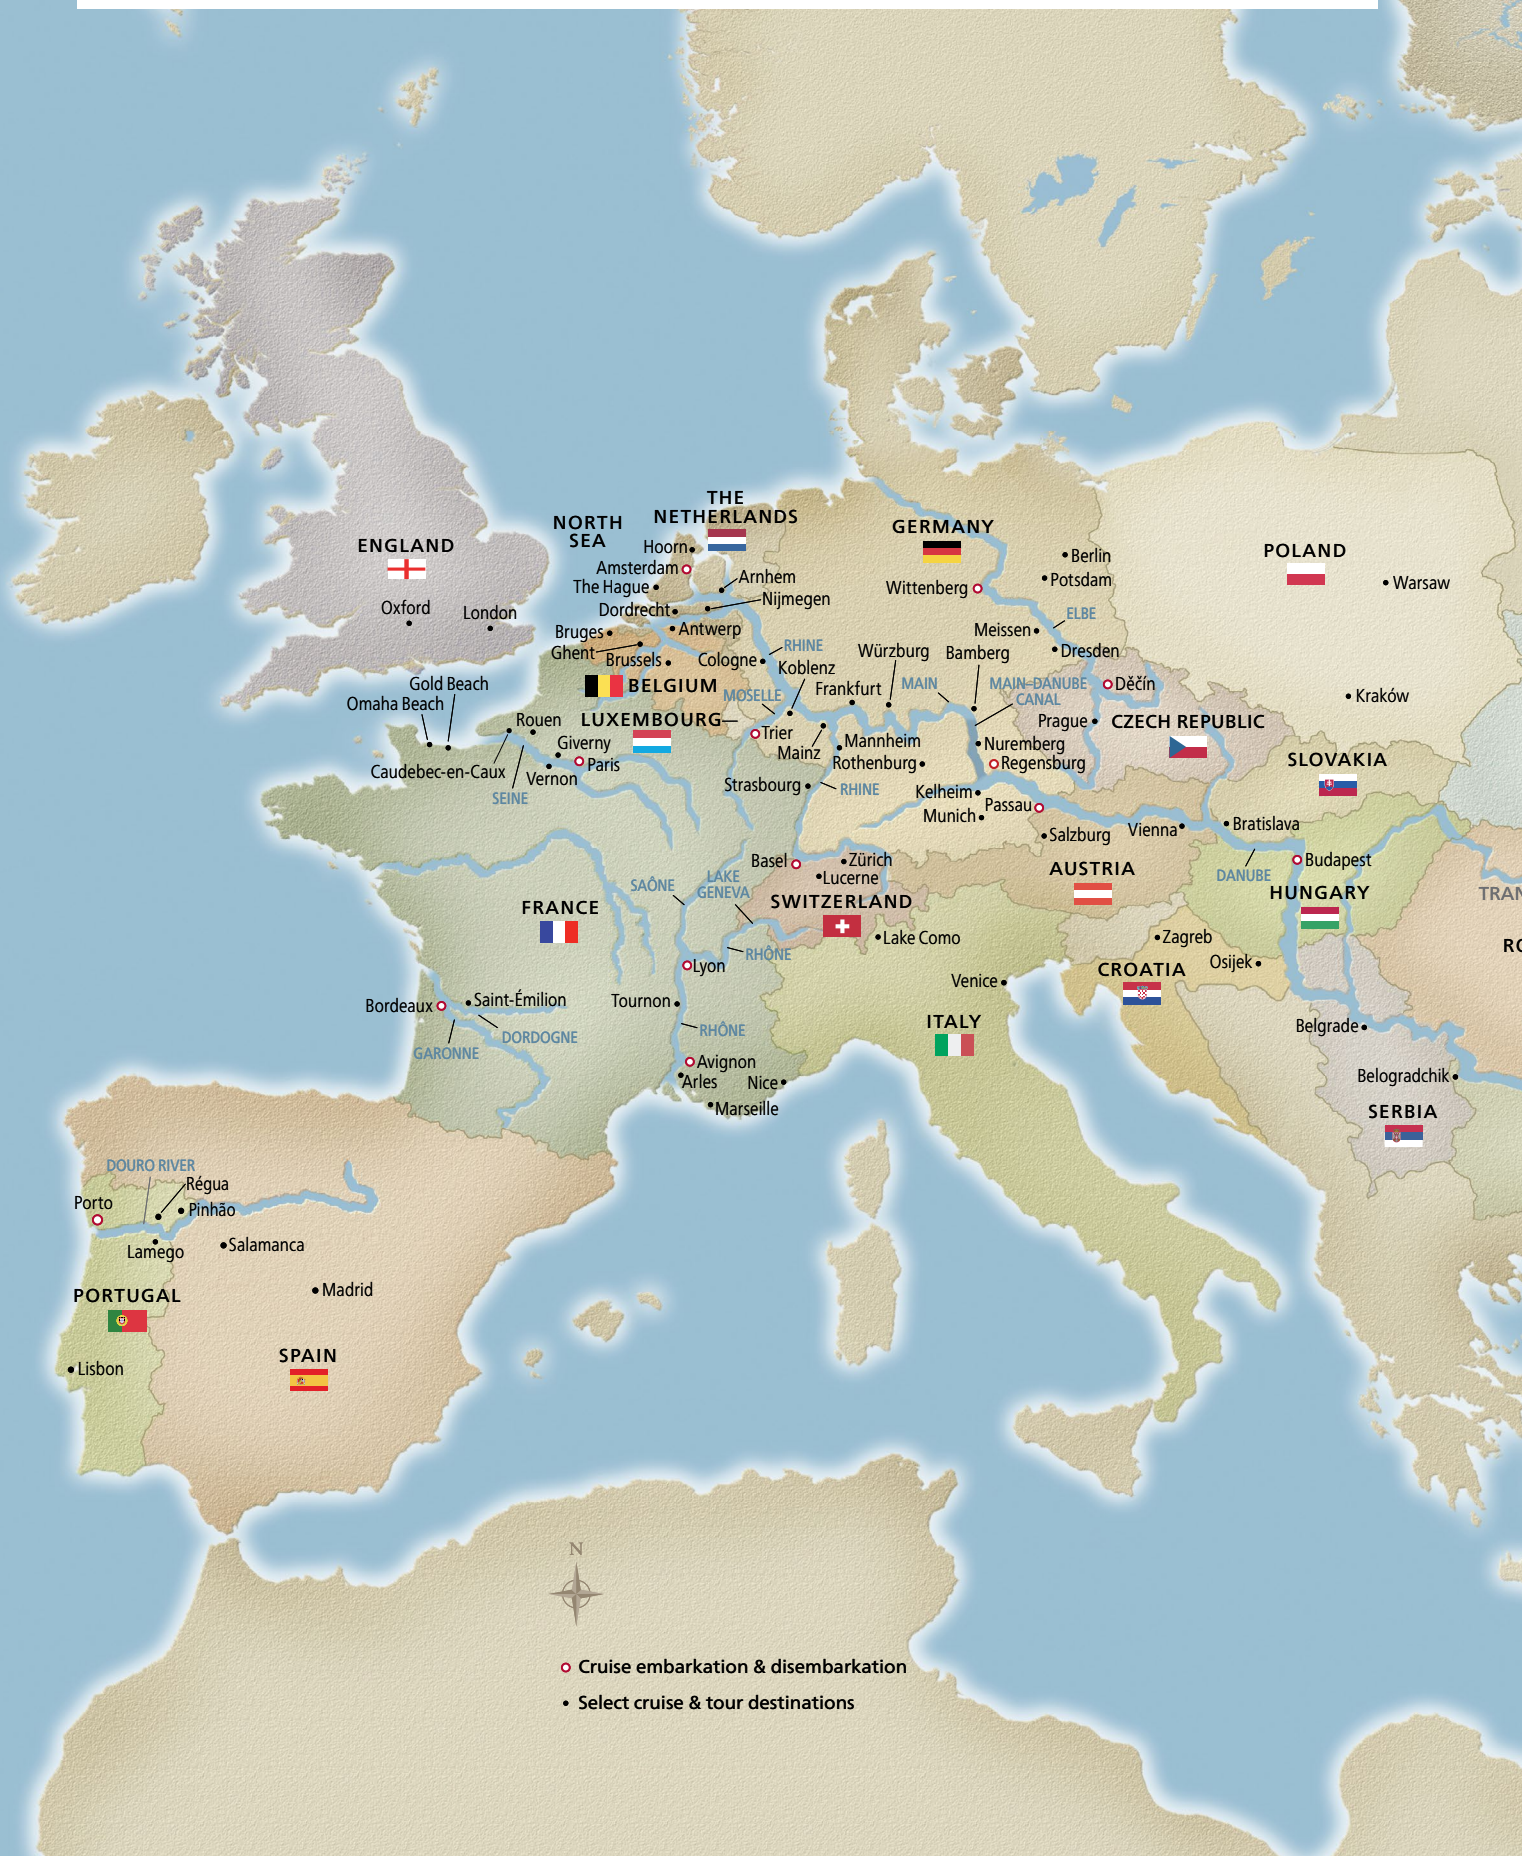 THE
NETHERLANDS
NORTH
SEA
GERMANY
ENGLAND
Hoorn
POLAND
Berlin
Amsterdam
Arnhem
Potsdam
Warsaw
The Hague
Wittenberg
Nijmegen
Oxford
London
Dordrecht
ELBE
Bruges
Antwerp
Meissen
Ghent
RHINE
Würzburg
Bamberg
Dresden
Brussels
Cologne
Koblenz
Gold Beach
BELGIUM
MOSELLE
Frankfurt
MAIN
MAIN-DANUBE
CANAL
Děčín
Omaha Beach
Kraków
Rouen
LUXEMBOURG
Trier
Prague
CZECH REPUBLIC
Giverny
Mainz
Mannheim
Nuremberg
Caudebec-en-Caux
Vernon
Paris
Rothenburg
Regensburg
SLOVAKIA
SEINE
Strasbourg
RHINE
Kelheim
Passau
Munich
Salzburg
Vienna
Bratislava
Basel
Zürich
AUSTRIA
Budapest
SAÔNE
LAKE
GENEVA
Lucerne
DANUBE
HUNGARY
TRAN
FRANCE
SWITZERLAND
Lake Como
Zagreb
RO
RHÔNE
Lyon
Osijek
CROATIA
Venice
Bordeaux
Saint-Émilion
Tournon
ITALY
Belgrade
DORDOGNE
RHÔNE
GARONNE
Avignon
Arles
Nice
Belogradchik
Marseille
SERBIA
DOURO RIVER
Régua
Porto
Pinhão
Lamego
Salamanca
Madrid
PORTUGAL
SPAIN
Lisbon
N
Cruise embarkation & disembarkation
Select cruise & tour destinations